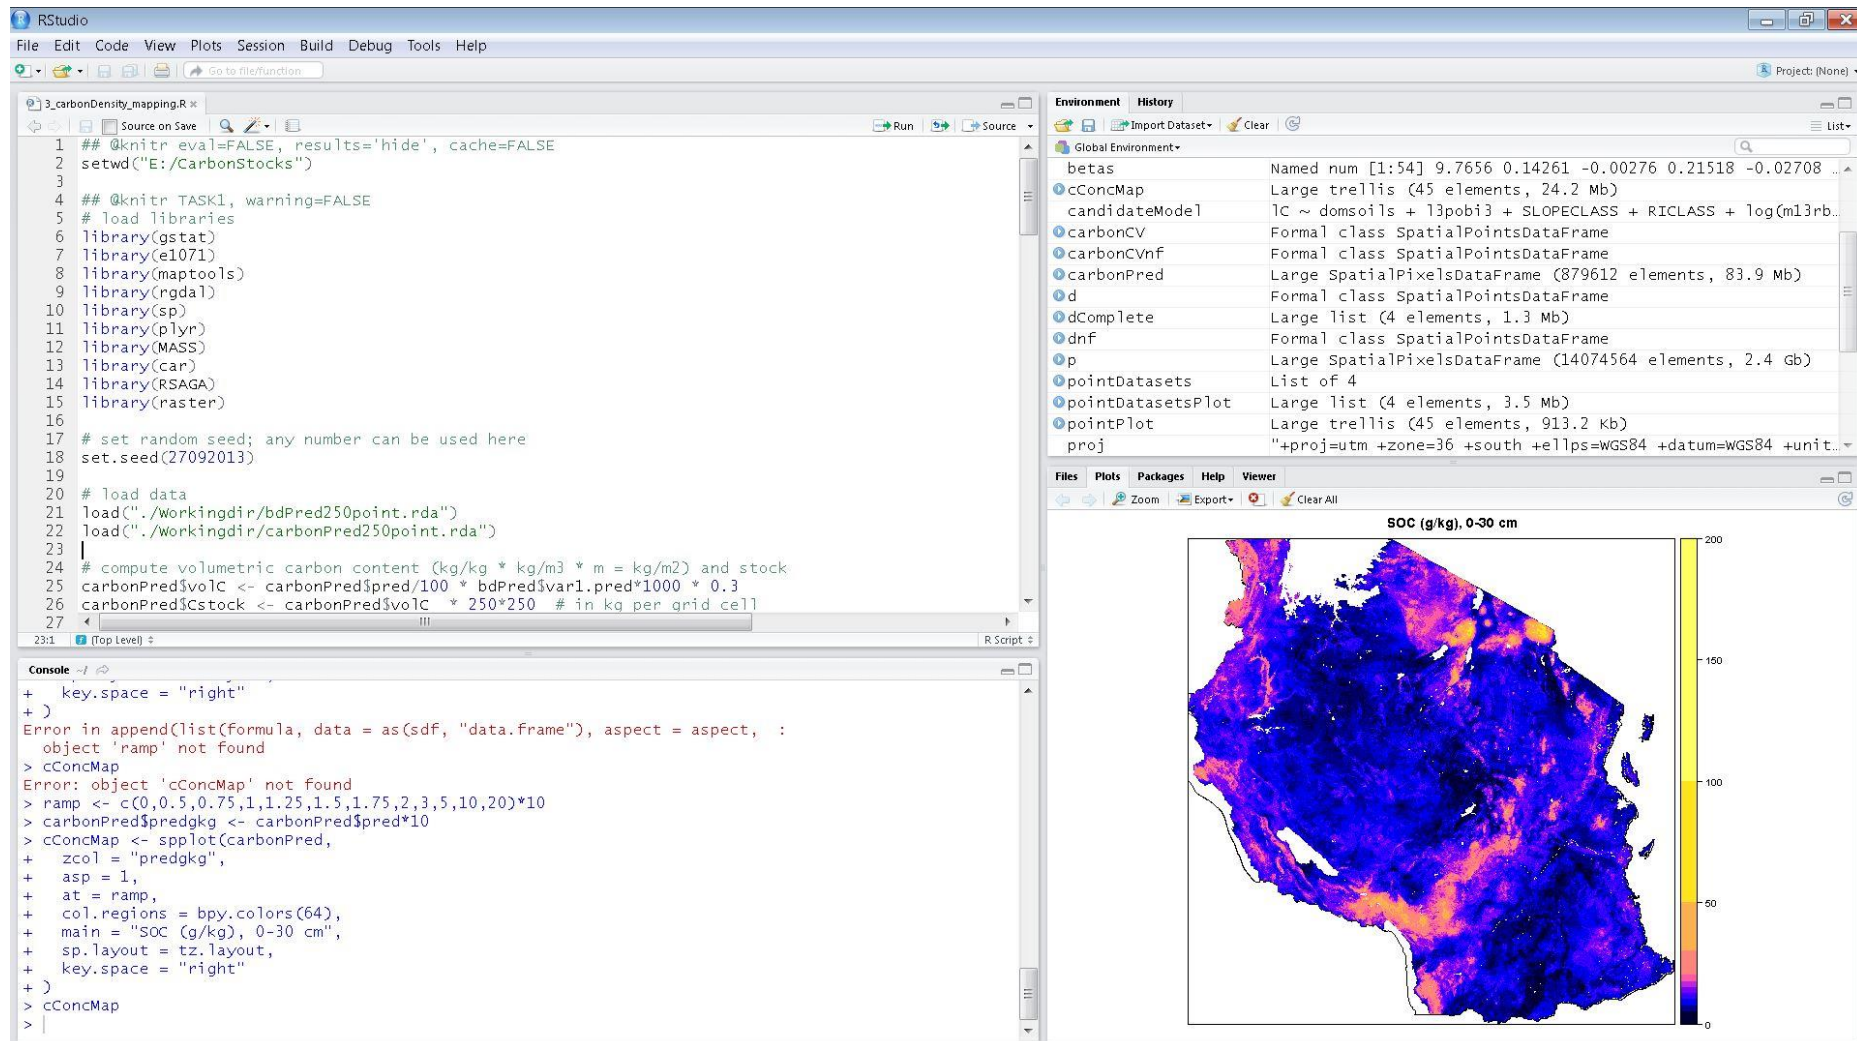 RStudio
File Edit Code View Plots Session Build Debug Tools Help
Go to file/function
Project: (None)
3_carbonDensity_mapping.R
Source on Save
Run
Source
1 ## @knitr eval=FALSE, results='hide', cache=FALSE
2 setwd("E:/CarbonStocks")
3
4 ## @knitr TASK1, warning=FALSE
5 # load libraries
6 library(gstat)
7 library(e1071)
8 library(maptools)
9 library(rgdal)
10 library(sp)
11 library(plyr)
12 library(MASS)
13 library(car)
14 library(RSAGA)
15 library(raster)
16
17 # set random seed; any number can be used here
18 set.seed(27092013)
19
20 # load data
21 load("./Workingdir/bdPred250point.rda")
22 load("./Workingdir/carbonPred250point.rda")
23
24 # compute volumetric carbon content (kg/kg * kg/m3 * m = kg/m2) and stock
25 carbonPred$volC <- carbonPred$pred/100 * bdPred$var1.pred*1000 * 0.3
26 carbonPred$Cstock <- carbonPred$volC * 250*250 # in kg per grid cell
27
23:1 (Top Level) R Script
Console ~/
+ key.space = "right"
+ )
Error in append(list(formula, data = as(sdf, "data.frame"), aspect = aspect, :
object 'ramp' not found
> cConcMap
Error: object 'cConcMap' not found
> ramp <- c(0,0.5,0.75,1,1.25,1.5,1.75,2,3,5,10,20)*10
> carbonPred$predgkg <- carbonPred$pred*10
> cConcMap <- spplot(carbonPred,
+ zcol = "predgkg",
+ asp = 1,
+ at = ramp,
+ col.regions = bpy.colors(64),
+ main = "SOC (g/kg), 0-30 cm",
+ sp.layout = tz.layout,
+ key.space = "right"
+ )
> cConcMap
>
Environment History
Import Dataset Clear
List
Global Environment
betas Named num [1:54] 9.7656 0.14261 -0.00276 0.21518 -0.02708 ..
cConcMap Large trellis (45 elements, 24.2 Mb)
candidateModel lC ~ domsoils + l3pobi3 + SLOPECLASS + RICLASS + log(m13rb..
carbonCV Formal class SpatialPointsDataFrame
carbonCVnf Formal class SpatialPointsDataFrame
carbonPred Large SpatialPixelsDataFrame (879612 elements, 83.9 Mb)
d Formal class SpatialPointsDataFrame
dComplete Large list (4 elements, 1.3 Mb)
dnf Formal class SpatialPointsDataFrame
p Large SpatialPixelsDataFrame (14074564 elements, 2.4 Gb)
pointDatasets List of 4
pointDatasetsPlot Large list (4 elements, 3.5 Mb)
pointPlot Large trellis (45 elements, 913.2 Kb)
proj "+proj=utm +zone=36 +south +ellps=WGS84 +datum=WGS84 +unit..
Files Plots Packages Help Viewer
Zoom Export Clear All
SOC (g/kg), 0-30 cm
200
150
100
50
0